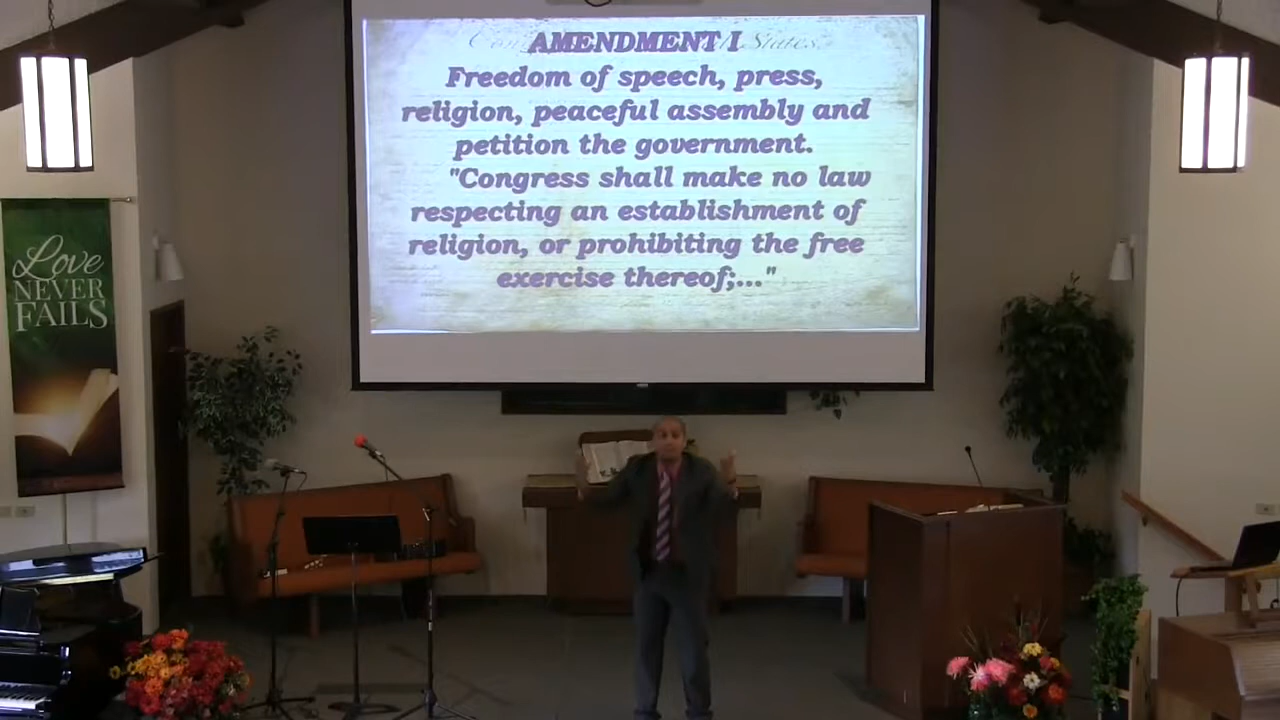 AMENDMENT I
Freedom of speech, press,
religion, peaceful assembly and
petition the government.
"Congress shall make no law
respecting an establishment of
religion, or prohibiting the free
exercise thereof;..."
Love
NEVER
FAILS